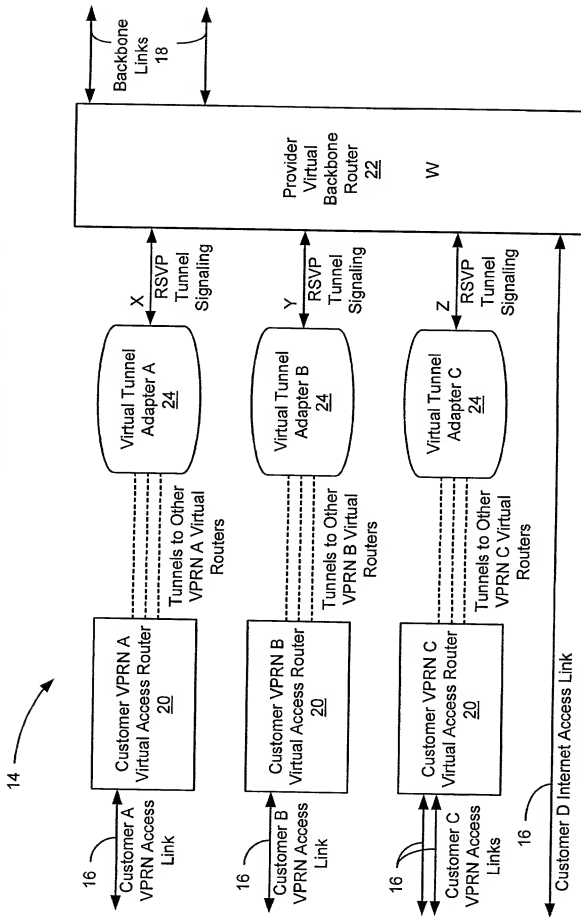 14
16
Customer A
VPRN Access
Link
Customer VPRN A
Virtual Access Router
20
Tunnels to Other
VPRN A Virtual
Routers
Virtual Tunnel
Adapter A
24
X
RSVP
Tunnel
Signaling
16
Customer B
VPRN Access
Link
Customer VPRN B
Virtual Access Router
20
Tunnels to Other
VPRN B Virtual
Routers
Virtual Tunnel
Adapter B
24
Y
RSVP
Tunnel
Signaling
16
Customer C
VPRN Access
Links
Customer VPRN C
Virtual Access Router
20
Tunnels to Other
VPRN C Virtual
Routers
Virtual Tunnel
Adapter C
24
Z
RSVP
Tunnel
Signaling
16
Customer D Internet Access Link
Provider
Virtual
Backbone
Router
22
W
Backbone
Links
18